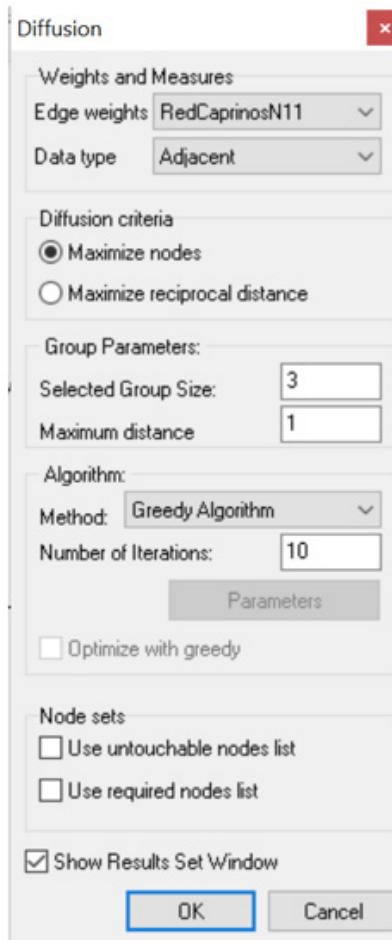 Diffusion
Weights and Measures
Edge weights RedCaprinosN11
Data type Adjacent
Diffusion criteria
Maximize nodes
Maximize reciprocal distance
Group Parameters:
Selected Group Size: 3
Maximum distance 1
Algorithm:
Method: Greedy Algorithm
Number of Iterations: 10
Parameters
Optimize with greedy
Node sets
Use untouchable nodes list
Use required nodes list
Show Results Set Window
OK Cancel